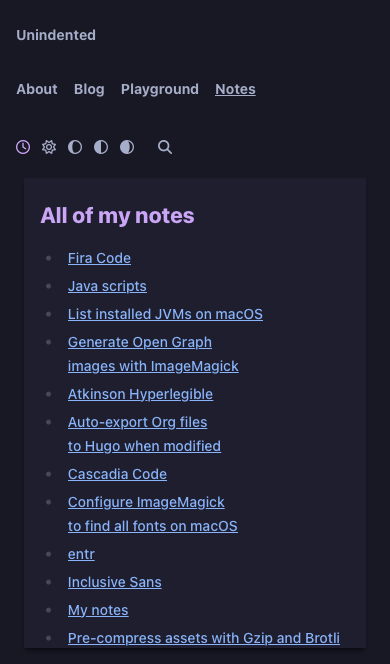 Unindented
About Blog Playground Notes
All of my notes
Fira Code
Java scripts
List installed JVMs on macOS
Generate Open Graph
images with ImageMagick
Atkinson Hyperlegible
Auto-export Org files
to Hugo when modified
Cascadia Code
Configure ImageMagick
to find all fonts on macOS
entr
Inclusive Sans
My notes
Pre-compress assets with Gzip and Brotli